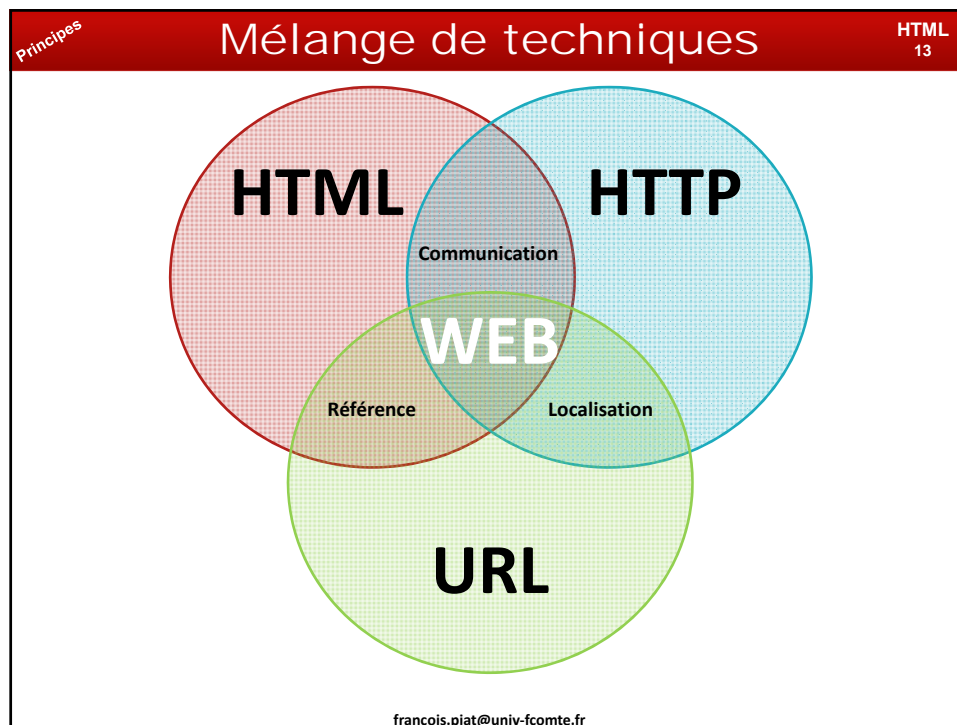 Principes
Mélange de techniques
HTML
13
HTML
HTTP
Communication
WEB
Référence
Localisation
URL
francois.piat@univ-fcomte.fr